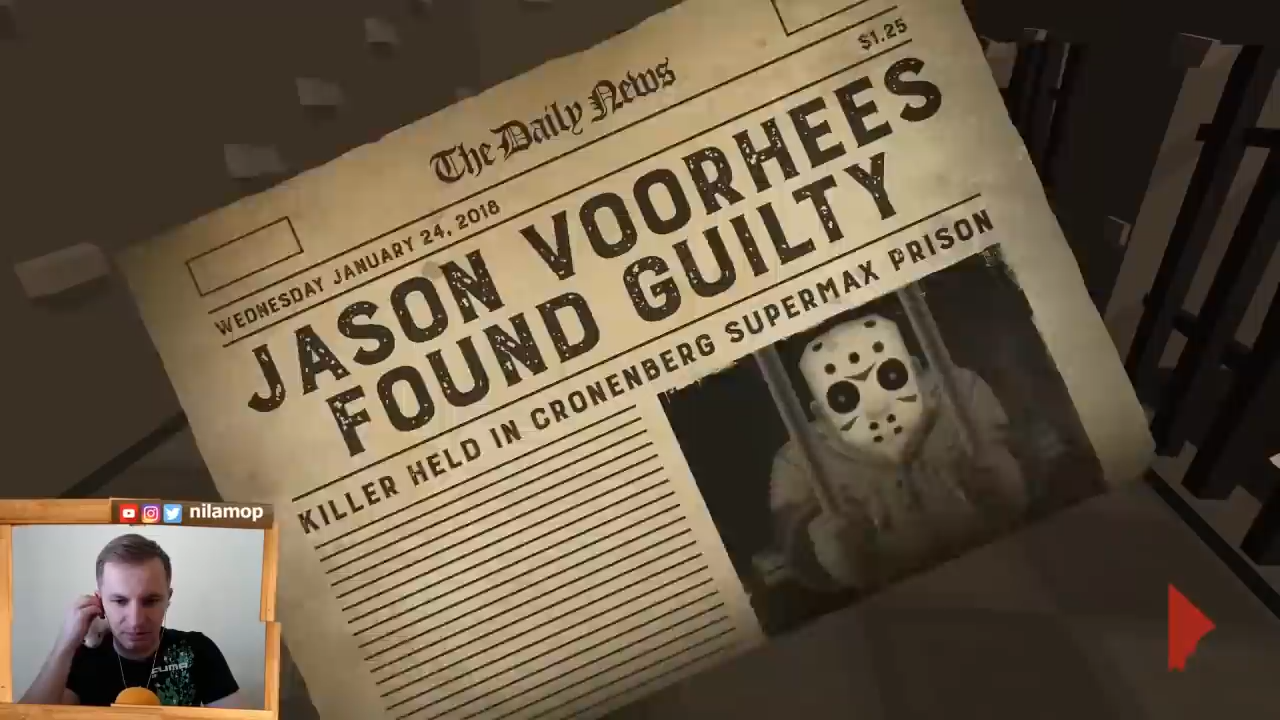 $1.25
The Daily News
WEDNESDAY JANUARY 24, 2018
JASON VOORHEES
FOUND GUILTY
KILLER HELD IN CRONENBERG SUPERMAX PRISON
nilamop